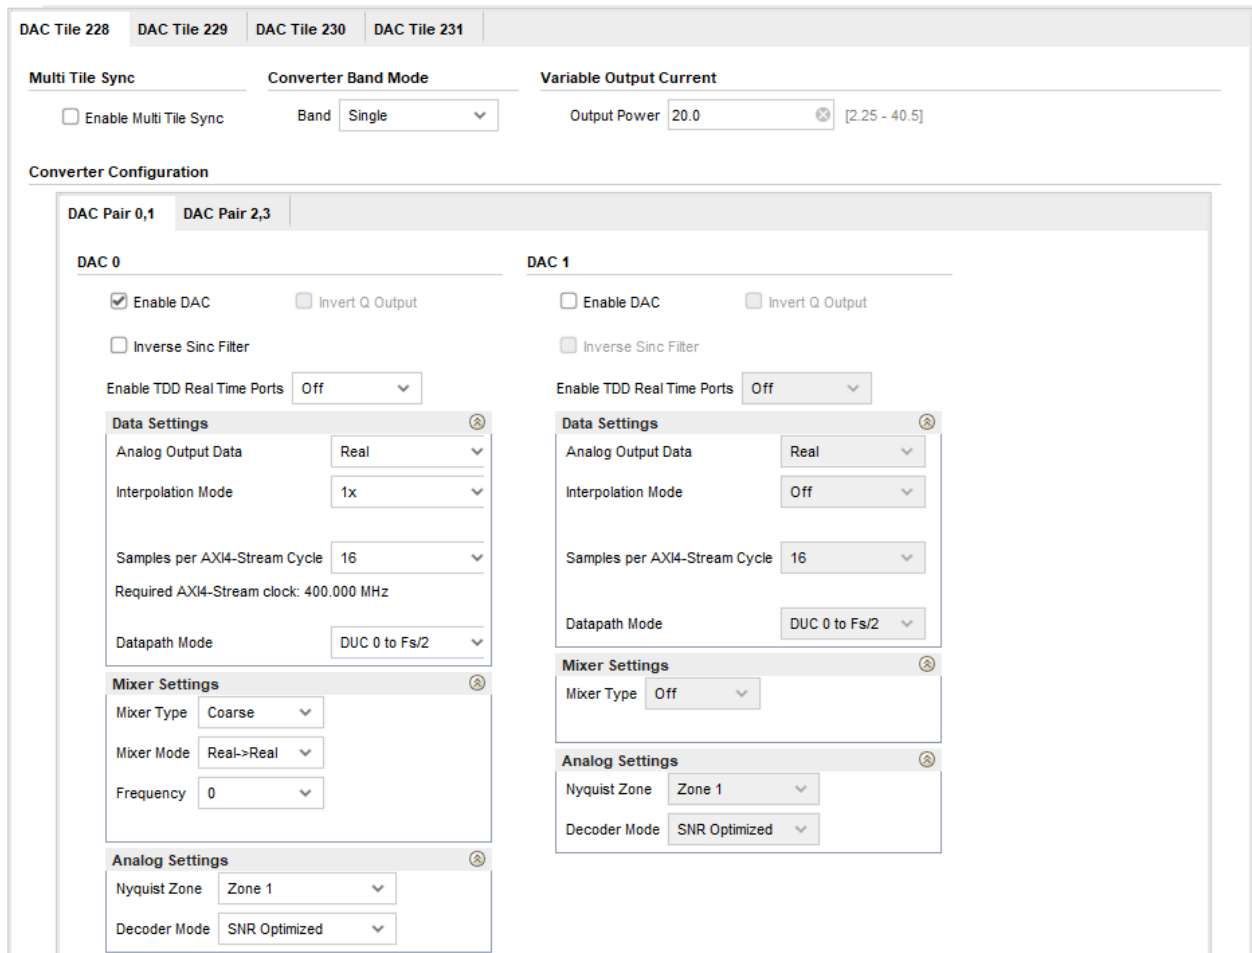 DAC Tile 228 DAC Tile 229 DAC Tile 230 DAC Tile 231
Multi Tile Sync Converter Band Mode Variable Output Current
Enable Multi Tile Sync Band Single Output Power 20.0 [2.25 - 40.5]
Converter Configuration
DAC Pair 0,1 DAC Pair 2,3
DAC 0 DAC 1
Enable DAC Invert Q Output Enable DAC Invert Q Output
Inverse Sinc Filter Inverse Sinc Filter
Enable TDD Real Time Ports Off Enable TDD Real Time Ports Off
Data Settings Data Settings
Analog Output Data Real Analog Output Data Real
Interpolation Mode 1x Interpolation Mode Off
Samples per AXI4-Stream Cycle 16 Samples per AXI4-Stream Cycle 16
Required AXI4-Stream clock: 400.000 MHz
Datapath Mode DUC 0 to Fs/2 Datapath Mode DUC 0 to Fs/2
Mixer Settings Mixer Settings
Mixer Type Coarse Mixer Type Off
Mixer Mode Real->Real Analog Settings
Frequency 0 Nyquist Zone Zone 1
Decoder Mode SNR Optimized
Analog Settings
Nyquist Zone Zone 1
Decoder Mode SNR Optimized